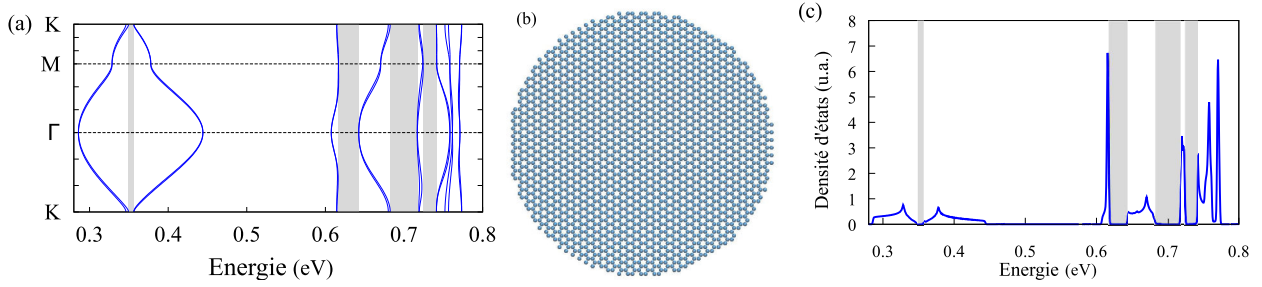 (a)
K
M
Γ
K
0.3 0.4 0.5 0.6 0.7 0.8
Energie (eV)
(b)
(c)
Densité d'états (u.a.)
8
7
6
5
4
3
2
1
0
0.3 0.4 0.5 0.6 0.7 0.8
Energie (eV)